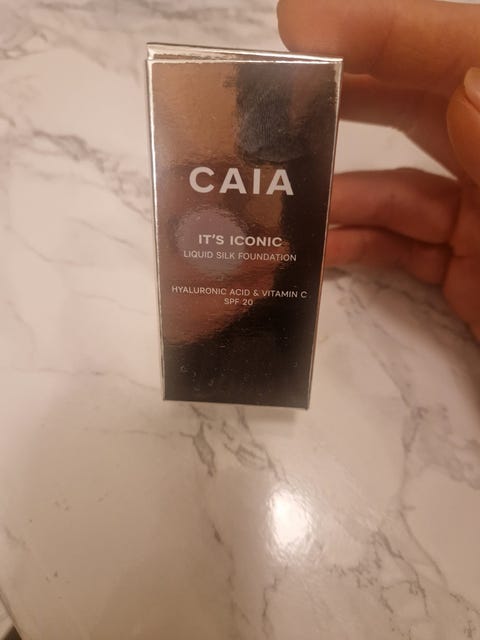 CAIA
IT'S ICONIC
LIQUID SILK FOUNDATION
HYALURONIC ACID & VITAMIN C
SPF 20